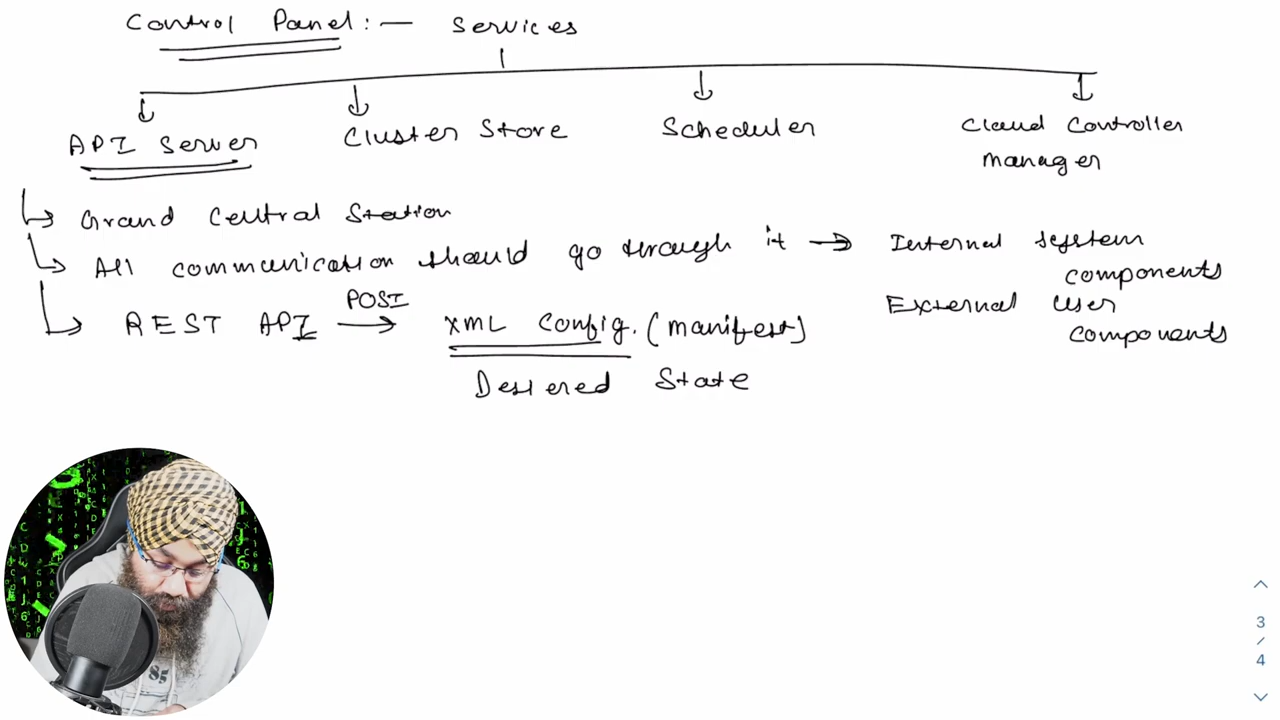 Control Panel :— Services
API Server
Cluster Store
Scheduler
Cloud Controller
manager
Grand Central Station
All communication should go through it → Internal system
components
External User
components
REST API → POST XML Config. (manifest)
Desired State
3
/
4